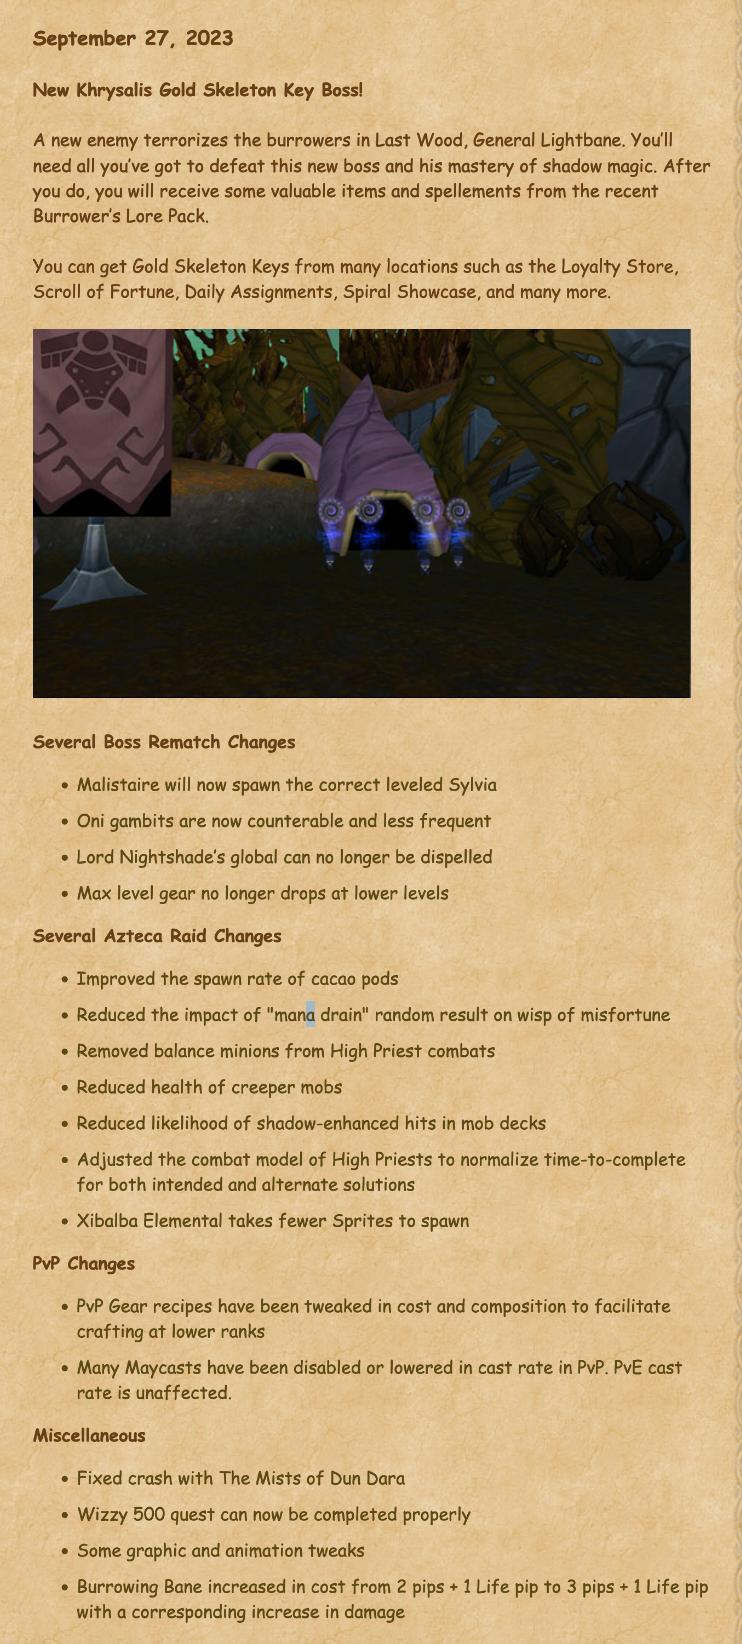 September 27, 2023
New Khrysalis Gold Skeleton Key Boss!
A new enemy terrorizes the burrowers in Last Wood, General Lightbane. You’ll
need all you’ve got to defeat this new boss and his mastery of shadow magic. After
you do, you will receive some valuable items and spellements from the recent
Burrower’s Lore Pack.
You can get Gold Skeleton Keys from many locations such as the Loyalty Store,
Scroll of Fortune, Daily Assignments, Spiral Showcase, and many more.
Several Boss Rematch Changes
• Malistaire will now spawn the correct leveled Sylvia
• Oni gambits are now counterable and less frequent
• Lord Nightshade’s global can no longer be dispelled
• Max level gear no longer drops at lower levels
Several Azteca Raid Changes
• Improved the spawn rate of cacao pods
• Reduced the impact of "mana drain" random result on wisp of misfortune
• Removed balance minions from High Priest combats
• Reduced health of creeper mobs
• Reduced likelihood of shadow-enhanced hits in mob decks
• Adjusted the combat model of High Priests to normalize time-to-complete
for both intended and alternate solutions
• Xibalba Elemental takes fewer Sprites to spawn
PvP Changes
• PvP Gear recipes have been tweaked in cost and composition to facilitate
crafting at lower ranks
• Many Maycasts have been disabled or lowered in cast rate in PvP. PvE cast
rate is unaffected.
Miscellaneous
• Fixed crash with The Mists of Dun Dara
• Wizzy 500 quest can now be completed properly
• Some graphic and animation tweaks
• Burrowing Bane increased in cost from 2 pips + 1 Life pip to 3 pips + 1 Life pip
with a corresponding increase in damage